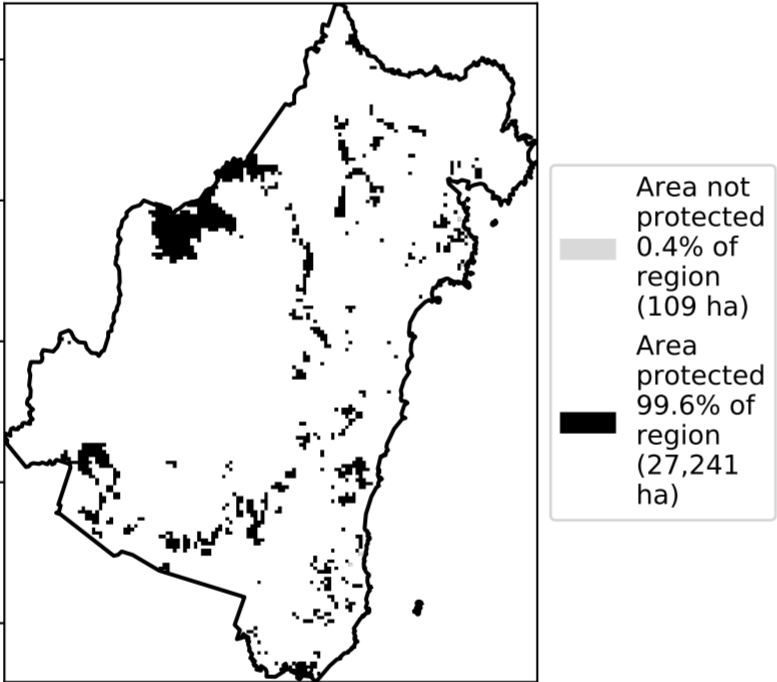 Area not
protected
0.4% of
region
(109 ha)
Area
protected
99.6% of
region
(27,241
ha)